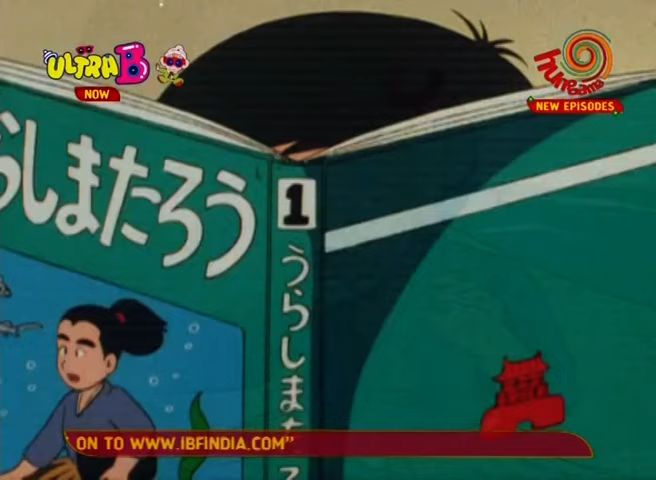 ULTRA B
NOW
hungama
NEW EPISODES
らしまたろう
1
うらしまた
ON TO WWW.IBFINDIA.COM"